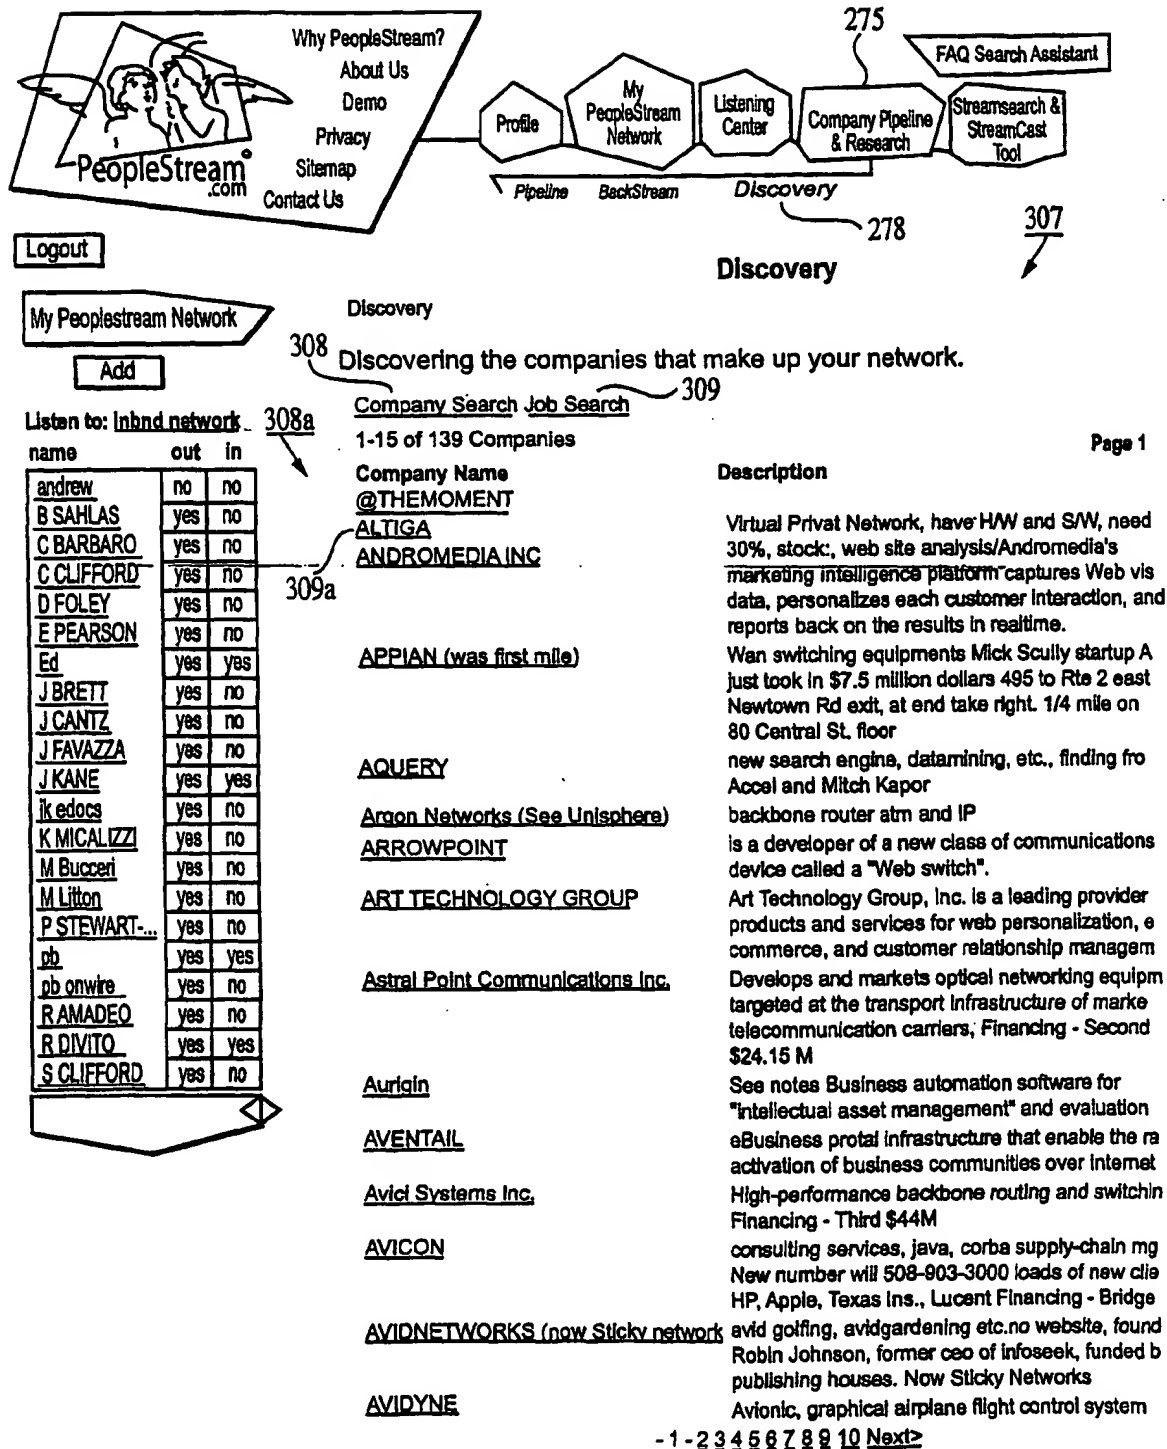 Why PeopleStream?
About Us
Demo
Privacy
Sitemap
Contact Us
PeopleStream
.com
275
FAQ Search Assistant
Profile
My
PeopleStream
Network
Listening
Center
Company Pipeline
& Research
Streamsearch &
StreamCast
Tool
Pipeline BackStream Discovery
278
307
Logout
Discovery
My Peoplestream Network
Add
Discovery
308
Discovering the companies that make up your network.
309
Company Search Job Search
Listen to: Inbnd network
308a
1-15 of 139 Companies
Page 1
name out in
andrew no no
B SAHLAS yes no
C BARBARO yes no
C CLIFFORD yes no
D FOLEY yes no
E PEARSON yes no
Ed yes yes
J BRETT yes no
J CANTZ yes no
J FAVAZZA yes no
J KANE yes yes
jk edocs yes no
K MICALIZZI yes no
M Bucceri yes no
M Litton yes no
P STEWART-... yes no
pb yes yes
pb onwire yes no
R AMADEO yes no
R DIVITO yes yes
S CLIFFORD yes no
309a
Company Name Description
@THEMOMENT
ALTIGA Virtual Privat Network, have H/W and S/W, need
ANDROMEDIA INC 30%, stock:, web site analysis/Andromedia's
marketing intelligence platform captures Web vis
data, personalizes each customer interaction, and
reports back on the results in realtime.
APPIAN (was first mile) Wan switching equipments Mick Scully startup A
just took in $7.5 million dollars 495 to Rte 2 east
Newtown Rd exit, at end take right. 1/4 mile on
80 Central St. floor
AQUERY new search engine, datamining, etc., finding fro
Accel and Mitch Kapor
Argon Networks (See Unisphere) backbone router atm and IP
ARROWPOINT is a developer of a new class of communications
device called a "Web switch".
ART TECHNOLOGY GROUP Art Technology Group, Inc. is a leading provider
products and services for web personalization, e
commerce, and customer relationship managem
Astral Point Communications Inc. Develops and markets optical networking equipm
targeted at the transport infrastructure of marke
telecommunication carriers, Financing - Second
$24.15 M
Aurigin See notes Business automation software for
"intellectual asset management" and evaluation
AVENTAIL eBusiness protal infrastructure that enable the ra
activation of business communities over internet
Avici Systems Inc. High-performance backbone routing and switchin
Financing - Third $44M
AVICON consulting services, java, corba supply-chain mg
New number will 508-903-3000 loads of new clie
HP, Apple, Texas Ins., Lucent Financing - Bridge
AVIDNETWORKS (now Sticky network avid golfing, avidgardening etc.no website, found
Robin Johnson, former ceo of infoseek, funded b
publishing houses. Now Sticky Networks
AVIDYNE Avionic, graphical airplane flight control system
- 1 - 2 3 4 5 6 7 8 9 10 Next>